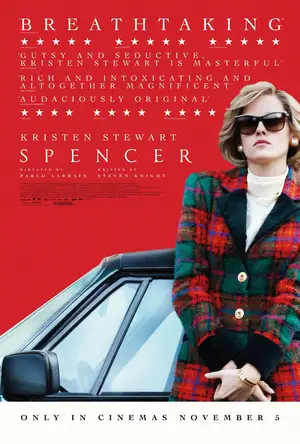 BREATHTAKING
★★★★★ ★★★★★ ★★★★★
"GUTSY AND SEDUCTIVE,
KRISTEN STEWART IS MASTERFUL"
"RICH AND INTOXICATING AND
ALTOGETHER MAGNIFICENT"
"AUDACIOUSLY ORIGINAL"
★★★★ ★★★★ ★★★★
KRISTEN STEWART
SPENCER
DIRECTED BY WRITTEN BY
PABLO LARRAÍN STEVEN KNIGHT
ONLY IN CINEMAS NOVEMBER 5